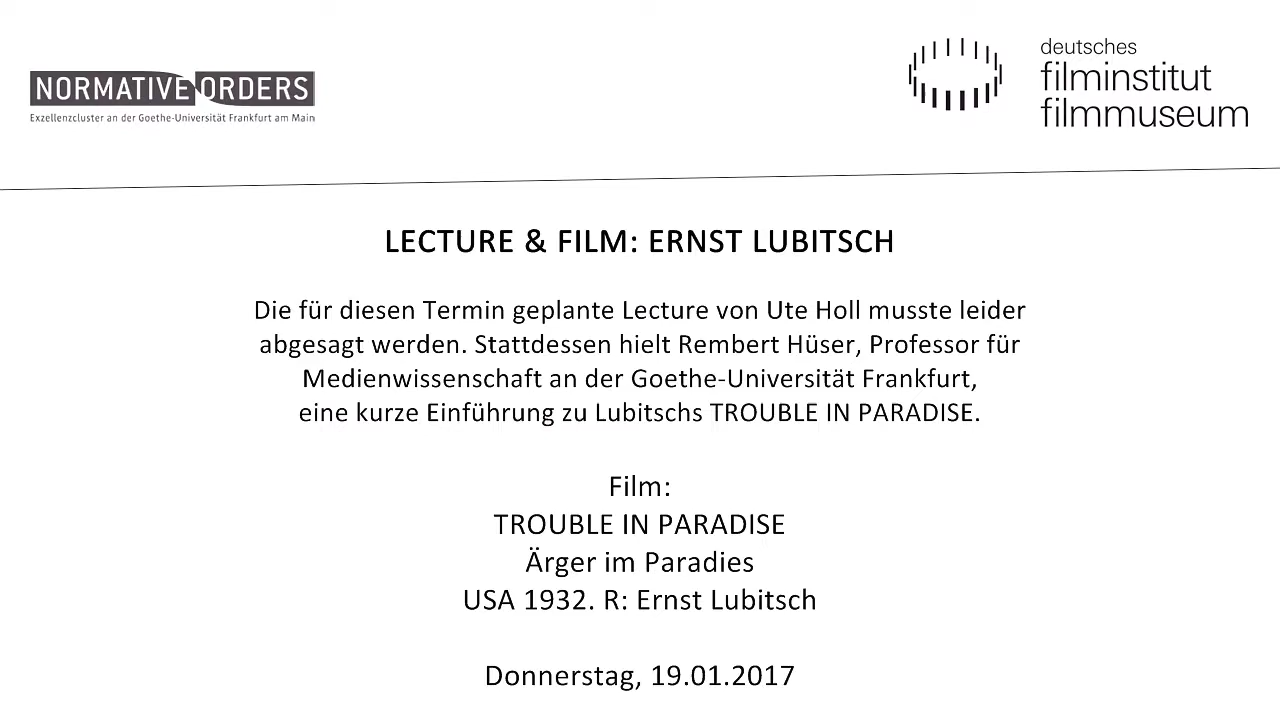 NORMATIVE ORDERS
Exzellenzcluster an der Goethe-Universität Frankfurt am Main
deutsches
filminstitut
filmmuseum
LECTURE & FILM: ERNST LUBITSCH
Die für diesen Termin geplante Lecture von Ute Holl musste leider
abgesagt werden. Stattdessen hielt Rembert Hüser, Professor für
Medienwissenschaft an der Goethe-Universität Frankfurt,
eine kurze Einführung zu Lubitschs TROUBLE IN PARADISE.
Film:
TROUBLE IN PARADISE
Ärger im Paradies
USA 1932. R: Ernst Lubitsch
Donnerstag, 19.01.2017